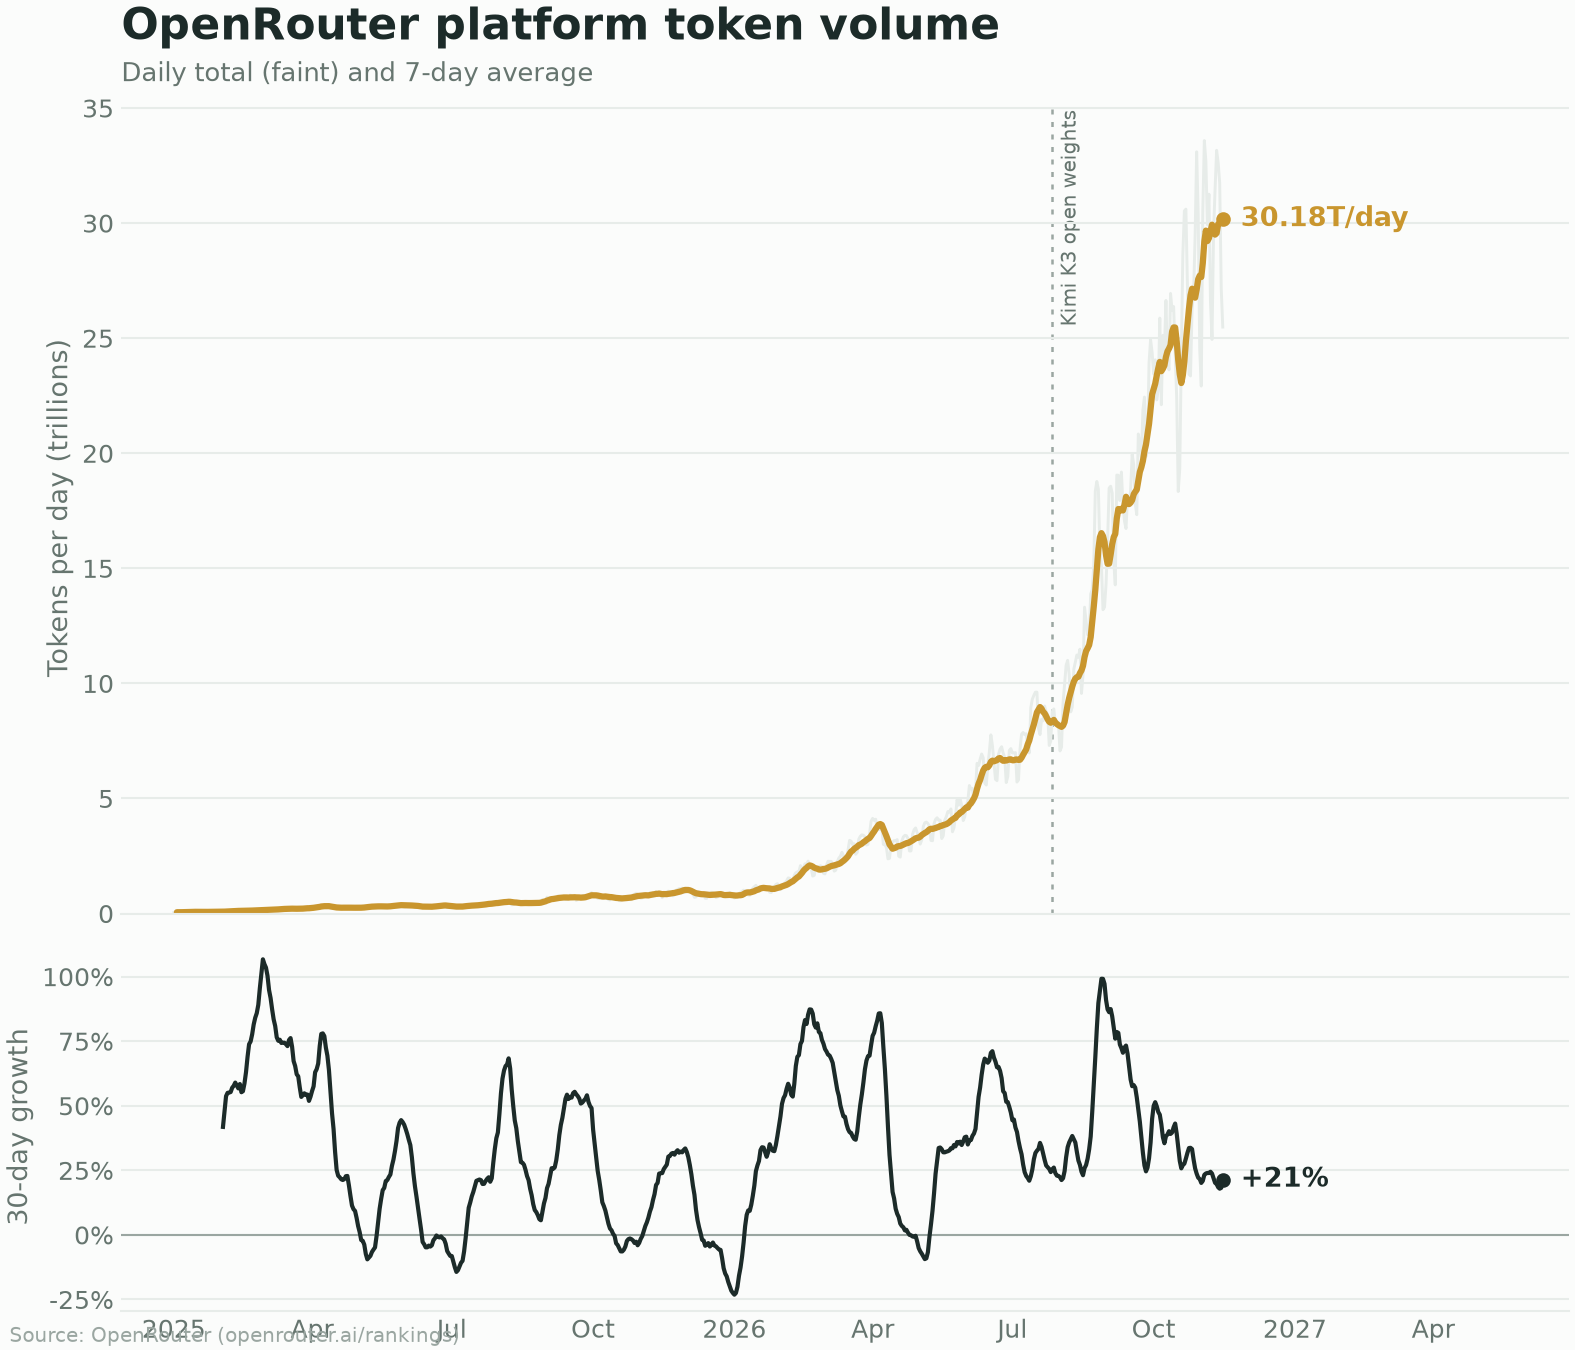 OpenRouter platform token volume
Daily total (faint) and 7-day average
Tokens per day (trillions)
35
30
25
20
15
10
5
0
Kimi K3 open weights
30.18T/day
30-day growth
100%
75%
50%
25%
0%
-25%
+21%
2025 Apr Jul Oct 2026 Apr Jul Oct 2027 Apr
Source: OpenRouter (openrouter.ai/rankings)